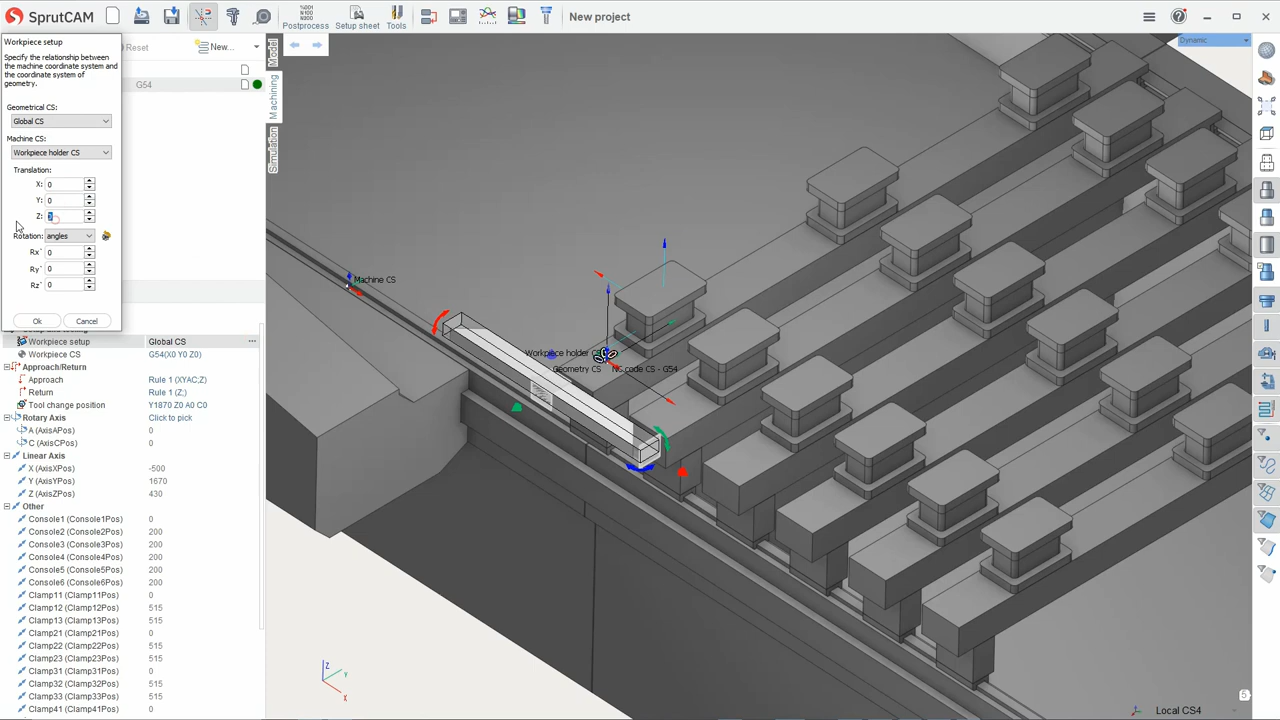 SprutCAM
%001
N100
N300
Postprocess
Setup sheet
Tools
New project
Workpiece setup
Specify the relationship between
the machine coordinate system and
the coordinate system of
geometry.
Geometrical CS:
Global CS
Machine CS:
Workpiece holder CS
Translation:
X: 0
Y: 0
Z:
Rotation: angles
Rx° 0
Ry° 0
Rz° 0
Ok Cancel
Reset New...
G54
Model
Machining
Simulation
Dynamic
Machine CS
Workpiece holder
Geometry CS
NC code CS - G54
Workpiece setup Global CS ...
Workpiece CS G54(X0 Y0 Z0)
Approach/Return
Approach Rule 1 (XYAC;Z)
Return Rule 1 (Z;)
Tool change position Y1870 Z0 A0 C0
Rotary Axis Click to pick
A (AxisAPos) 0
C (AxisCPos) 0
Linear Axis
X (AxisXPos) -500
Y (AxisYPos) 1670
Z (AxisZPos) 430
Other
Console1 (Console1Pos) 0
Console2 (Console2Pos) 200
Console3 (Console3Pos) 200
Console4 (Console4Pos) 200
Console5 (Console5Pos) 200
Console6 (Console6Pos) 200
Clamp11 (Clamp11Pos) 0
Clamp12 (Clamp12Pos) 515
Clamp13 (Clamp13Pos) 515
Clamp21 (Clamp21Pos) 0
Clamp22 (Clamp22Pos) 515
Clamp23 (Clamp23Pos) 515
Clamp31 (Clamp31Pos) 0
Clamp32 (Clamp32Pos) 515
Clamp33 (Clamp33Pos) 515
Clamp41 (Clamp41Pos) 0
Z
Y
X
Local CS4